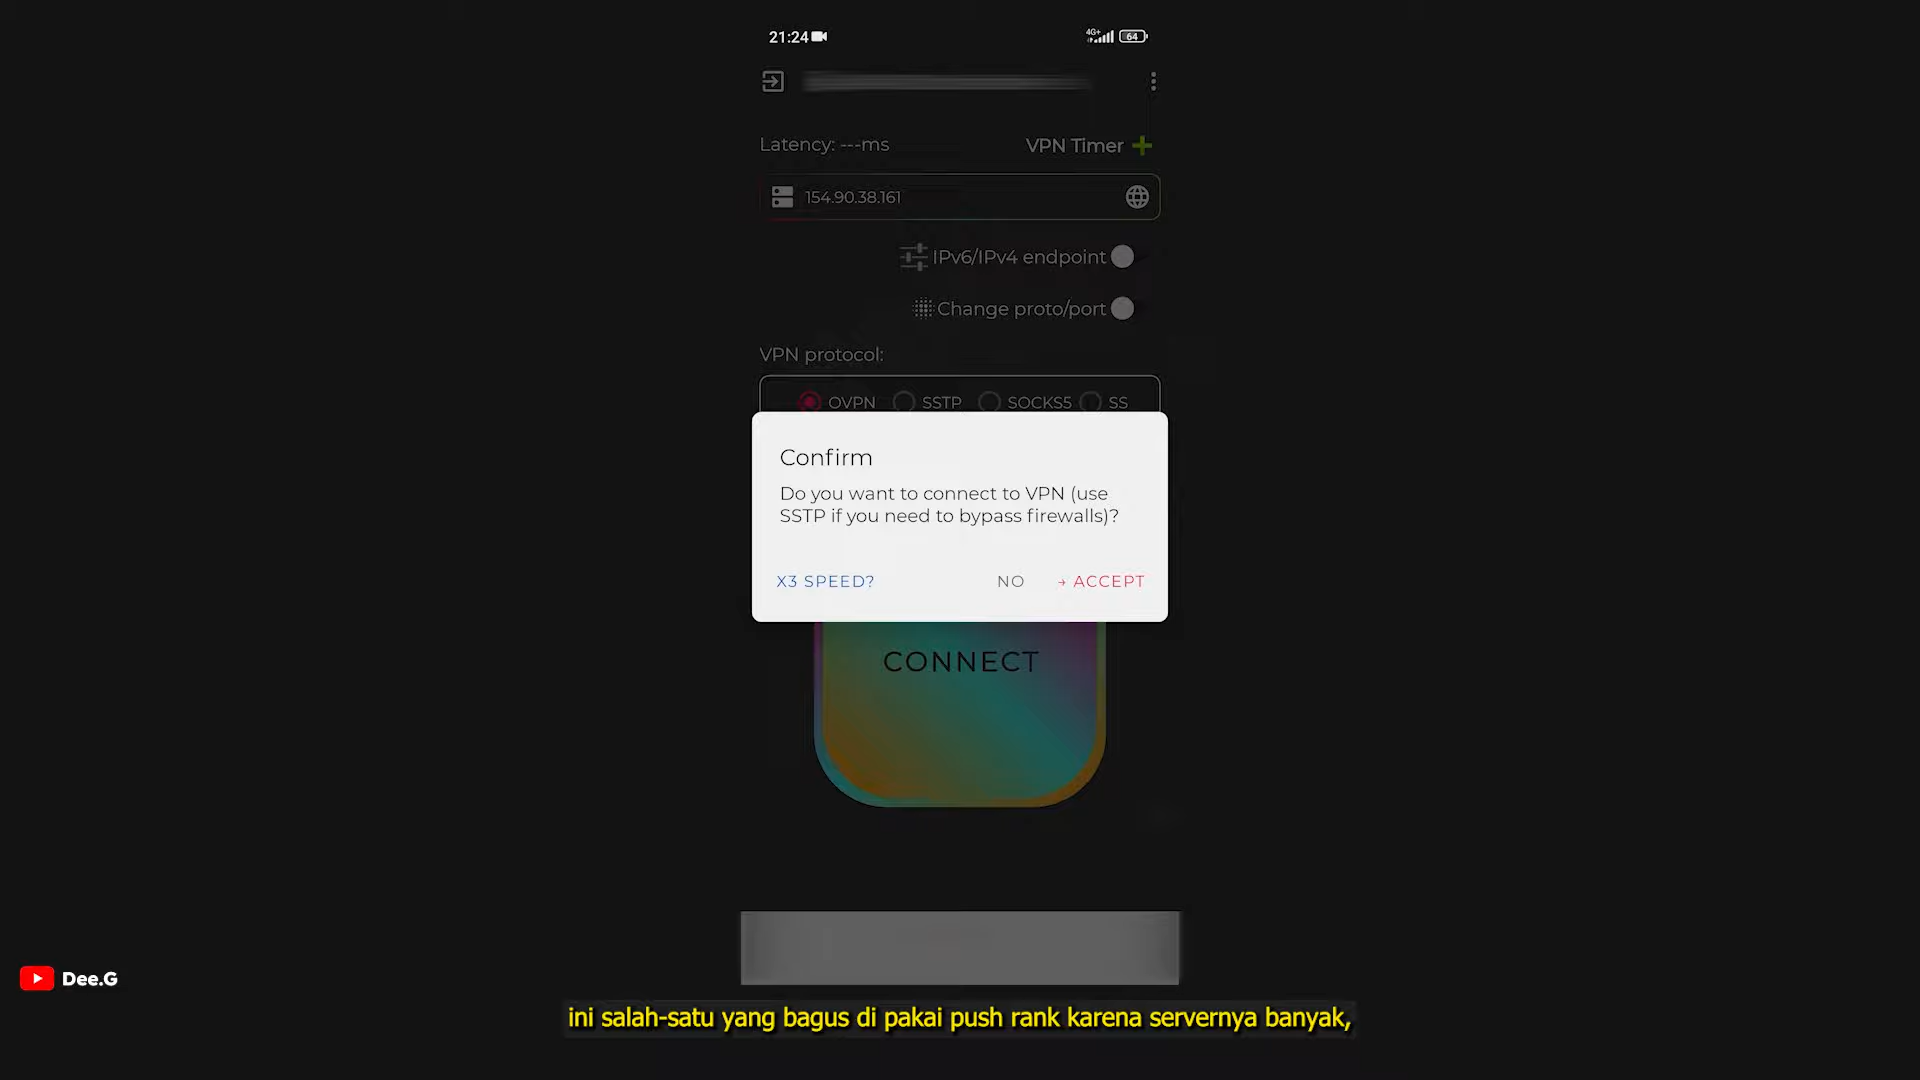 21:24
4G+
64
Latency: ---ms
VPN Timer
154.90.38.161
IPv6/IPv4 endpoint
Change proto/port
VPN protocol:
OVPN SSTP SOCKS5 SS
Confirm
Do you want to connect to VPN (use
SSTP if you need to bypass firewalls)?
X3 SPEED?
NO
→ ACCEPT
CONNECT
Dee.G
ini salah-satu yang bagus di pakai push rank karena servernya banyak,